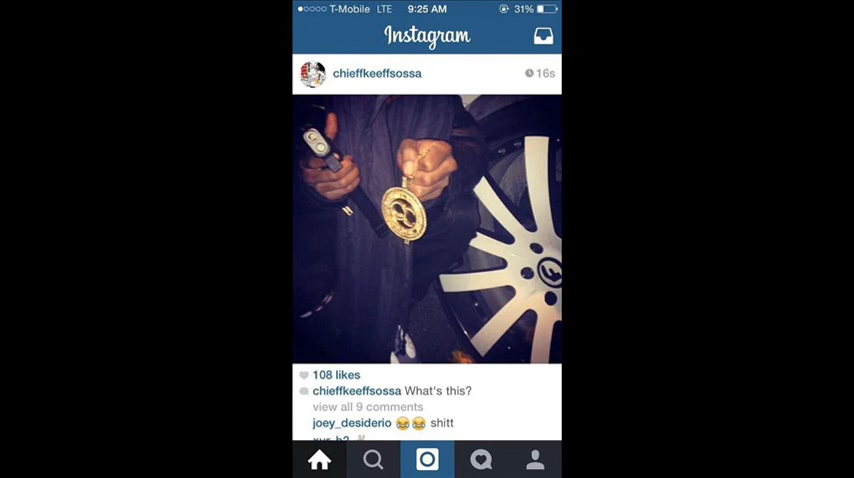 T-Mobile LTE 9:25 AM 31%
Instagram
chieffkeeffsossa 16s
108 likes
chieffkeeffsossa What's this?
view all 9 comments
joey_desiderio 😂😂 shitt